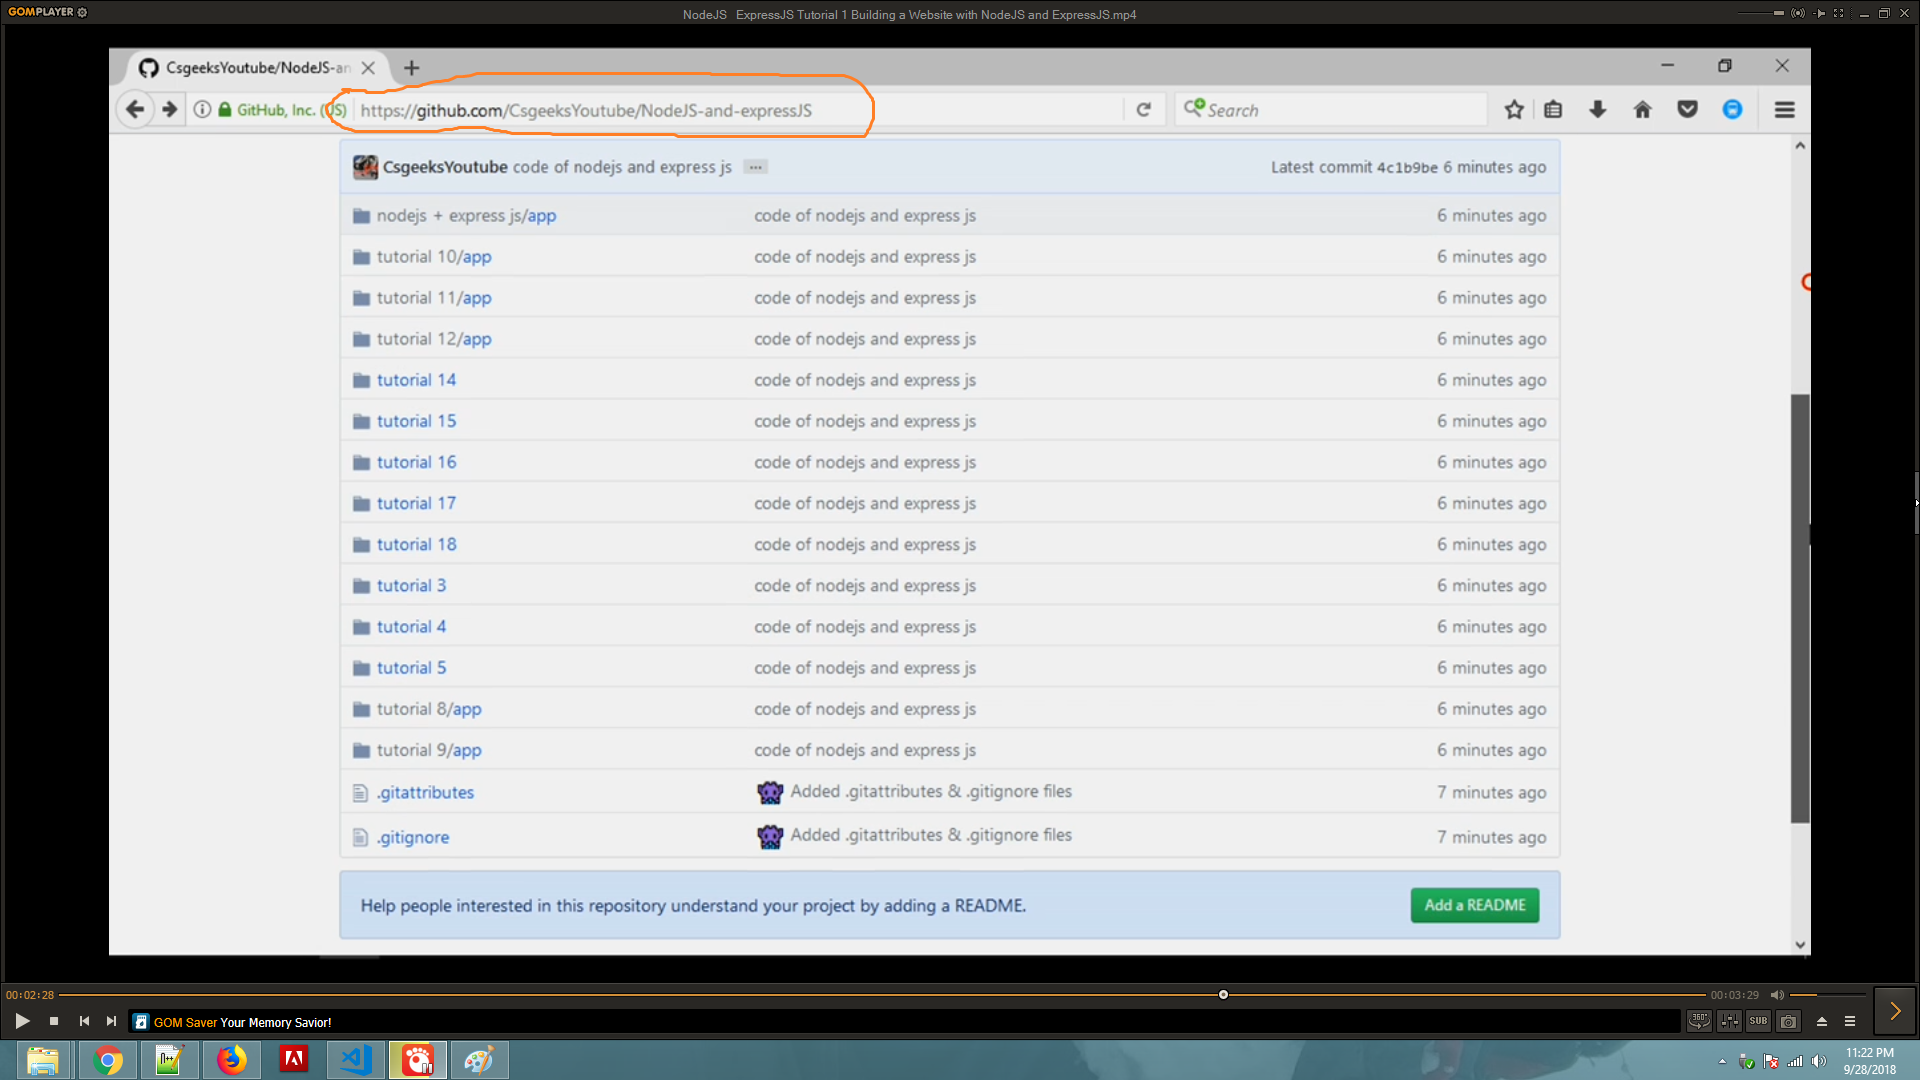 GOMPLAYER
NodeJS ExpressJS Tutorial 1 Building a Website with NodeJS and ExpressJS.mp4
CsgeeksYoutube/NodeJS-an
GitHub, Inc. (US)
https://github.com/CsgeeksYoutube/NodeJS-and-expressJS
Search
CsgeeksYoutube code of nodejs and express js ...
Latest commit 4c1b9be 6 minutes ago
nodejs + express js/app code of nodejs and express js 6 minutes ago
tutorial 10/app code of nodejs and express js 6 minutes ago
tutorial 11/app code of nodejs and express js 6 minutes ago
tutorial 12/app code of nodejs and express js 6 minutes ago
tutorial 14 code of nodejs and express js 6 minutes ago
tutorial 15 code of nodejs and express js 6 minutes ago
tutorial 16 code of nodejs and express js 6 minutes ago
tutorial 17 code of nodejs and express js 6 minutes ago
tutorial 18 code of nodejs and express js 6 minutes ago
tutorial 3 code of nodejs and express js 6 minutes ago
tutorial 4 code of nodejs and express js 6 minutes ago
tutorial 5 code of nodejs and express js 6 minutes ago
tutorial 8/app code of nodejs and express js 6 minutes ago
tutorial 9/app code of nodejs and express js 6 minutes ago
.gitattributes Added .gitattributes & .gitignore files 7 minutes ago
.gitignore Added .gitattributes & .gitignore files 7 minutes ago
Help people interested in this repository understand your project by adding a README.
Add a README
00:02:28
00:03:29
GOM Saver Your Memory Savior!
360°
SUB
11:22 PM
9/28/2018